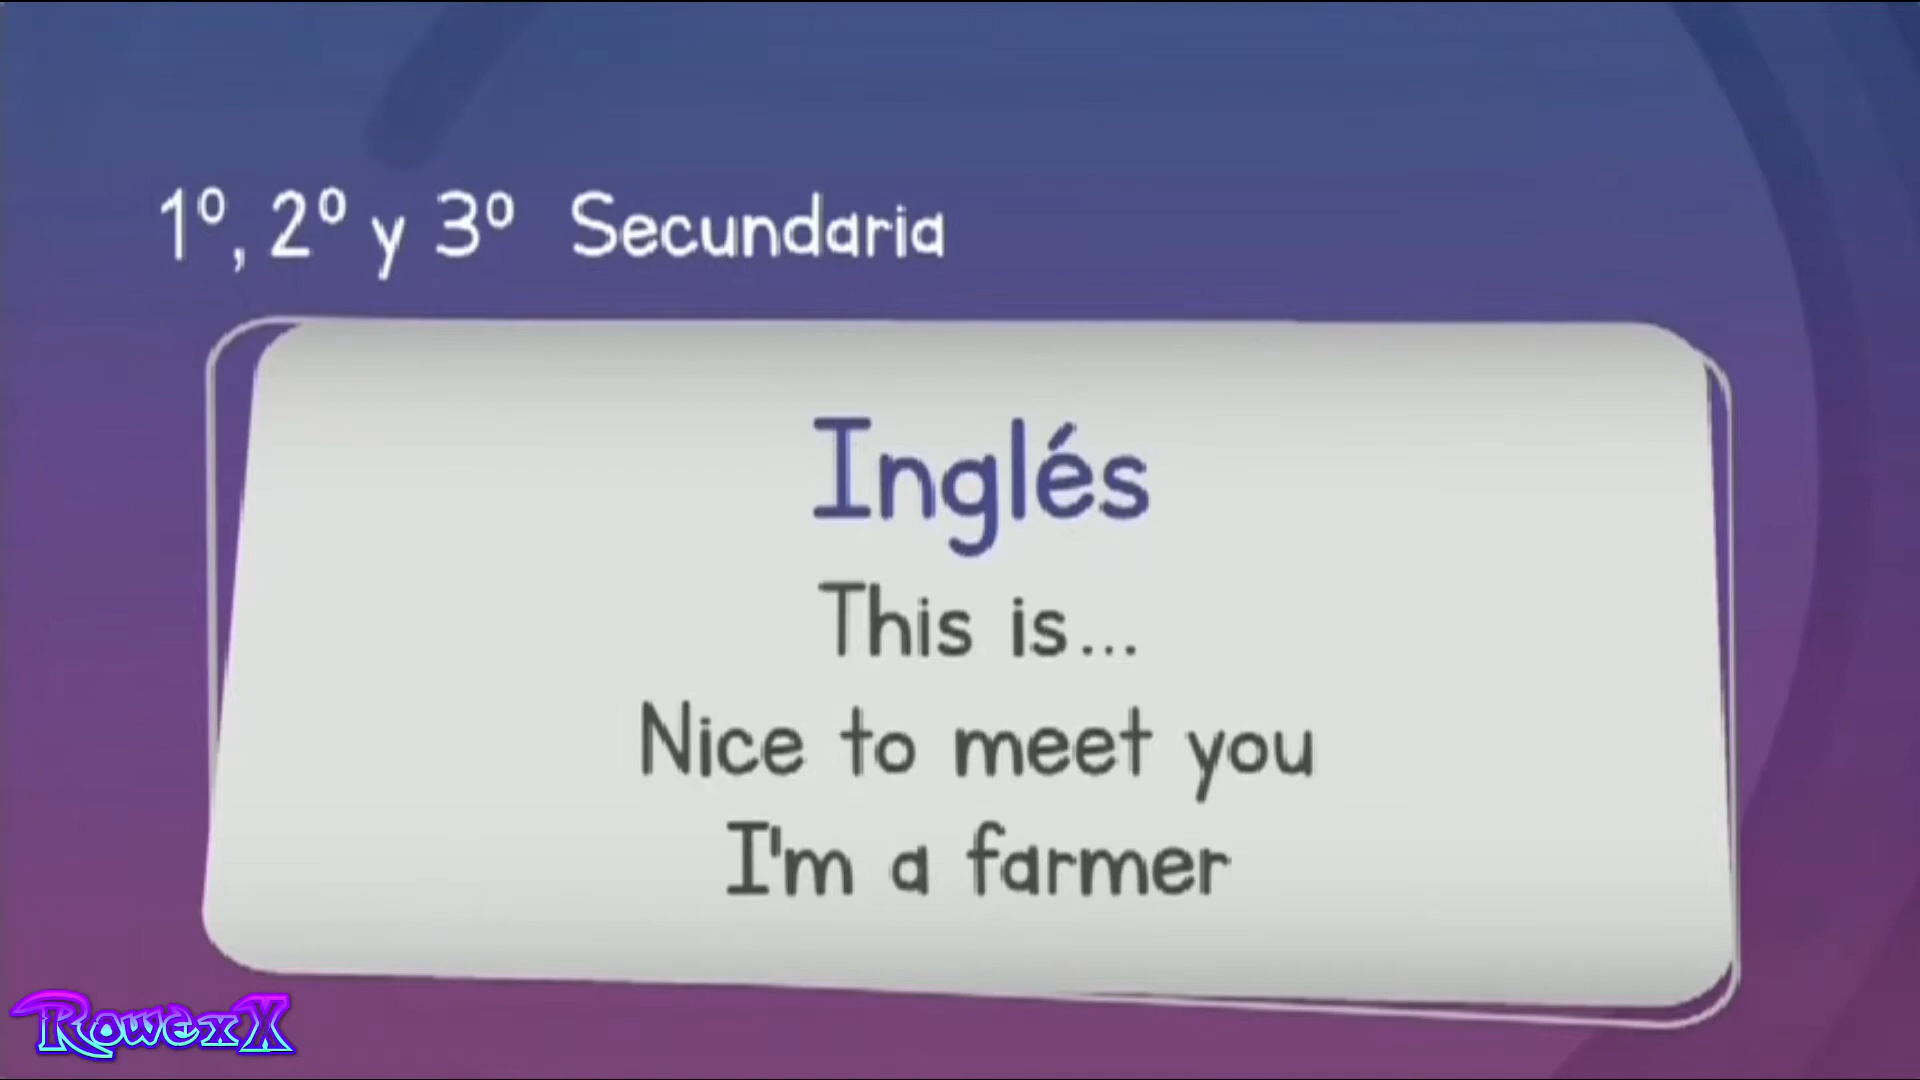 1º, 2º y 3º Secundaria
Inglés
This is...
Nice to meet you
I'm a farmer
RowexX